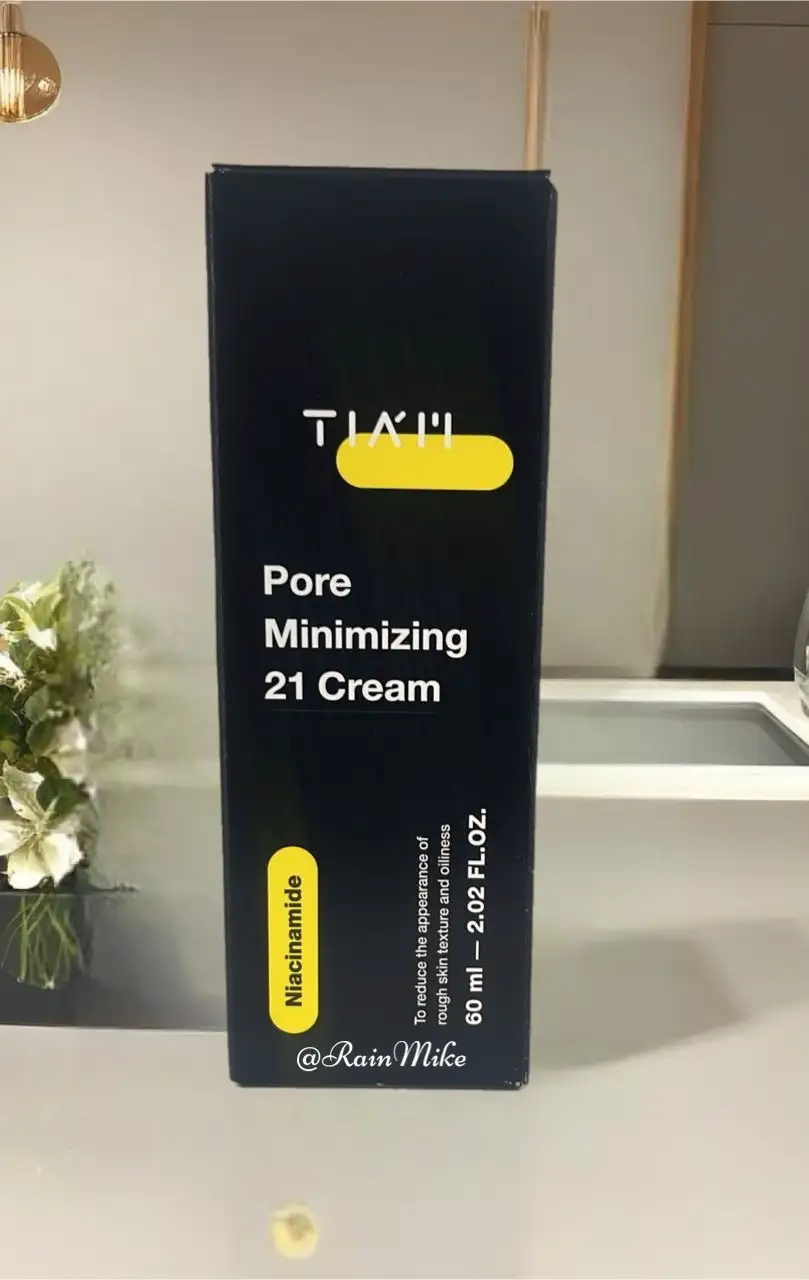 TIA'M
Pore
Minimizing
21 Cream
Niacinamide
To reduce the appearance of
rough skin texture and oiliness
60 ml — 2.02 FL.OZ.
@RainMike